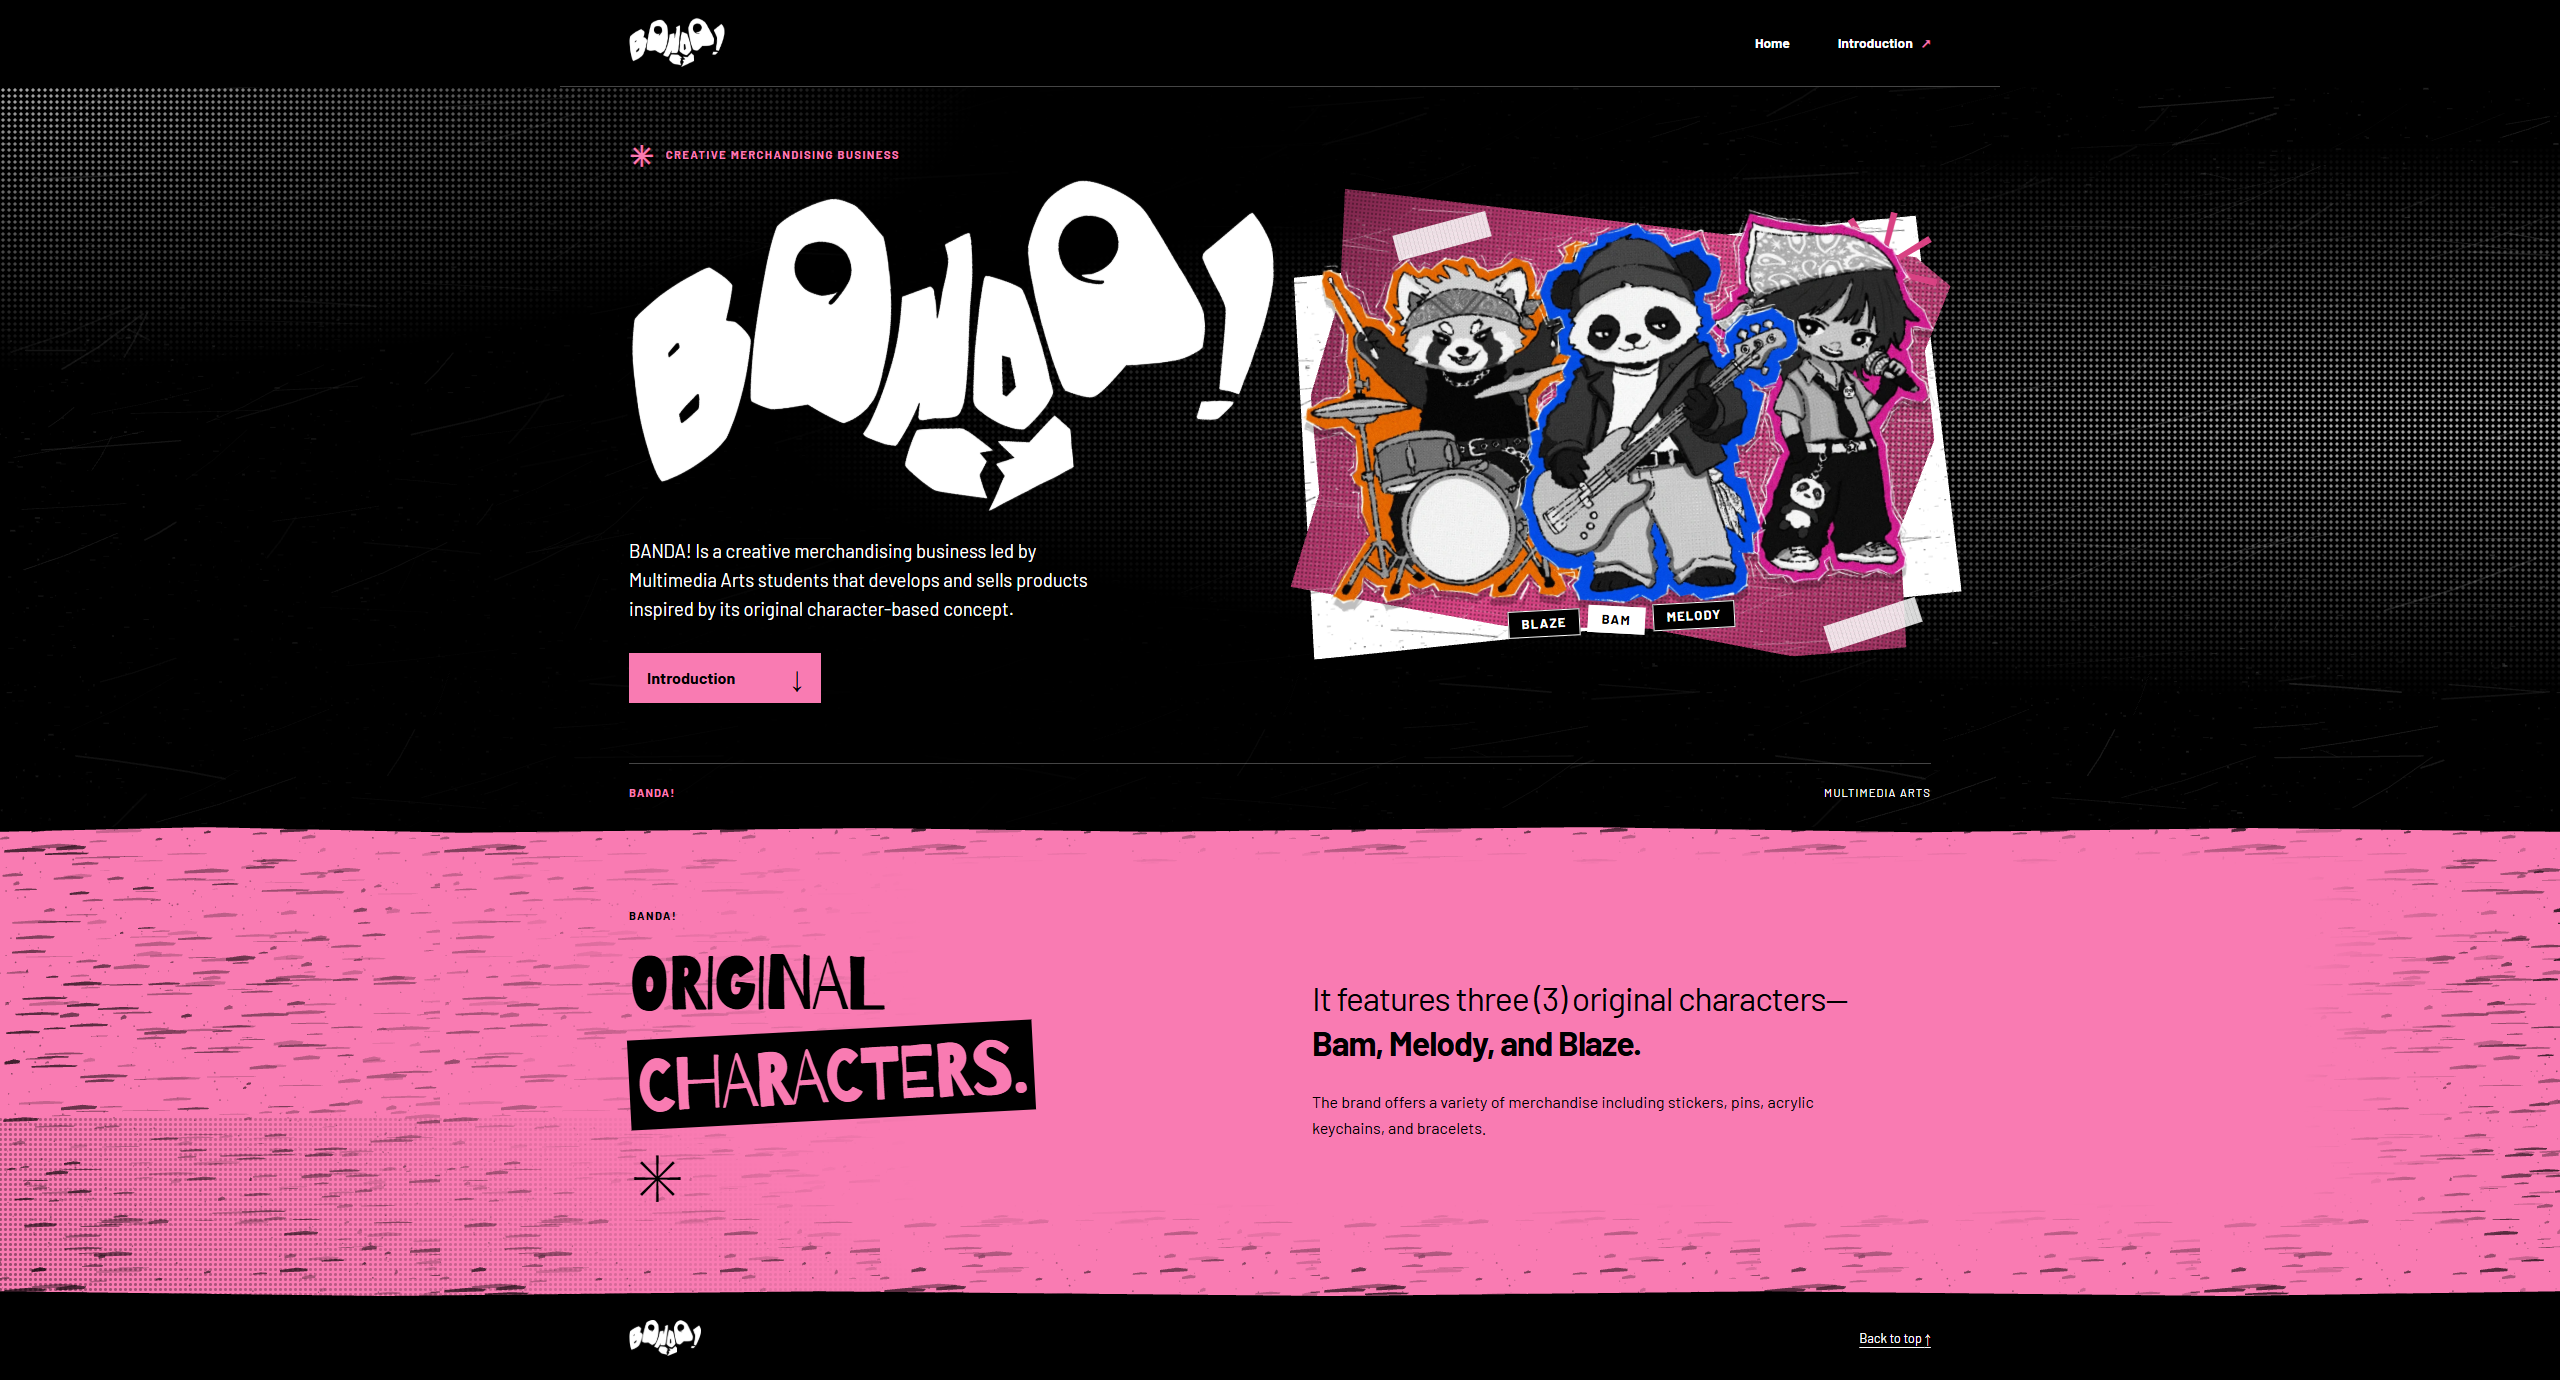 BANDA!
Home
Introduction ↗
CREATIVE MERCHANDISING BUSINESS
BANDA!
BANDA! Is a creative merchandising business led by
Multimedia Arts students that develops and sells products
inspired by its original character-based concept.
Introduction ↓
BLAZE
BAM
MELODY
BANDA!
MULTIMEDIA ARTS
BANDA!
ORIGINAL
CHARACTERS.
It features three (3) original characters—
Bam, Melody, and Blaze.
The brand offers a variety of merchandise including stickers, pins, acrylic
keychains, and bracelets.
BANDA!
Back to top ↑